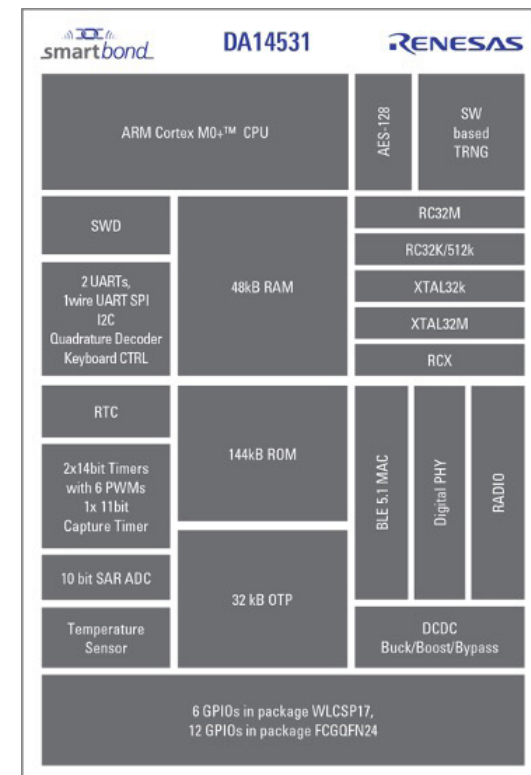 smartbond
DA14531
RENESAS
ARM Cortex M0+™ CPU
AES-128
SW
based
TRNG
SWD
2 UARTs,
1wire UART SPI
I2C
Quadrature Decoder
Keyboard CTRL
48kB RAM
RC32M
RC32K/512k
XTAL32k
XTAL32M
RCX
RTC
2x14bit Timers
with 6 PWMs
1x 11bit
Capture Timer
10 bit SAR ADC
Temperature
Sensor
144kB ROM
32 kB OTP
BLE 5.1 MAC
Digital PHY
RADIO
DCDC
Buck/Boost/Bypass
6 GPIOs in package WLCSP17,
12 GPIOs in package FCGQFN24